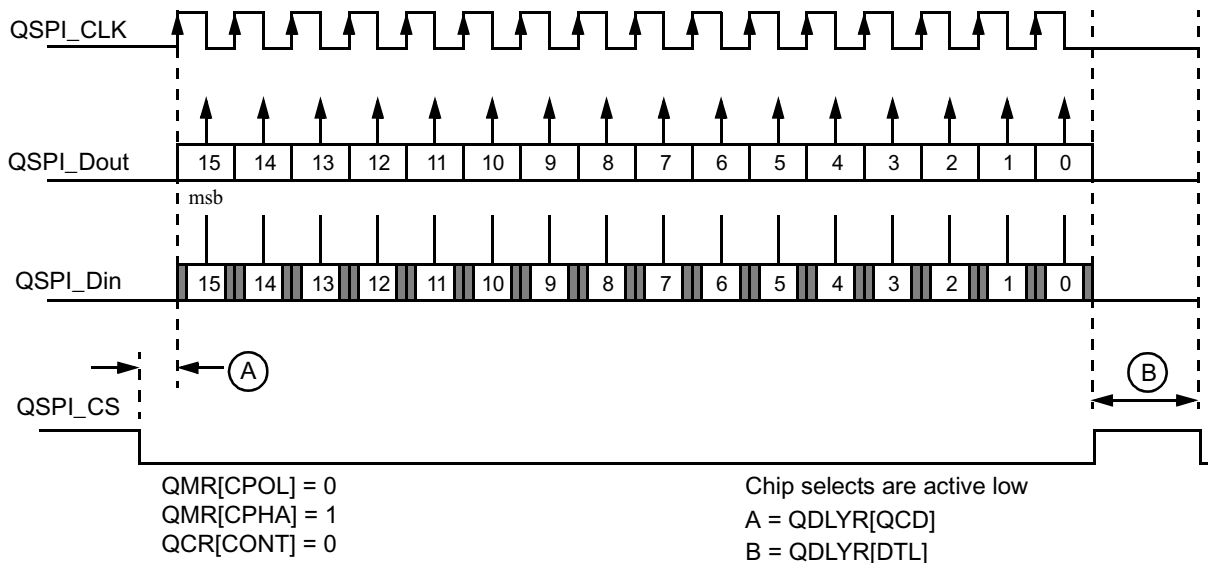 QSPI_CLK
QSPI_Dout
15 14 13 12 11 10 9 8 7 6 5 4 3 2 1 0
msb
QSPI_Din
15 14 13 12 11 10 9 8 7 6 5 4 3 2 1 0
A
B
QSPI_CS
QMR[CPOL] = 0
QMR[CPHA] = 1
QCR[CONT] = 0
Chip selects are active low
A = QDLYR[QCD]
B = QDLYR[DTL]